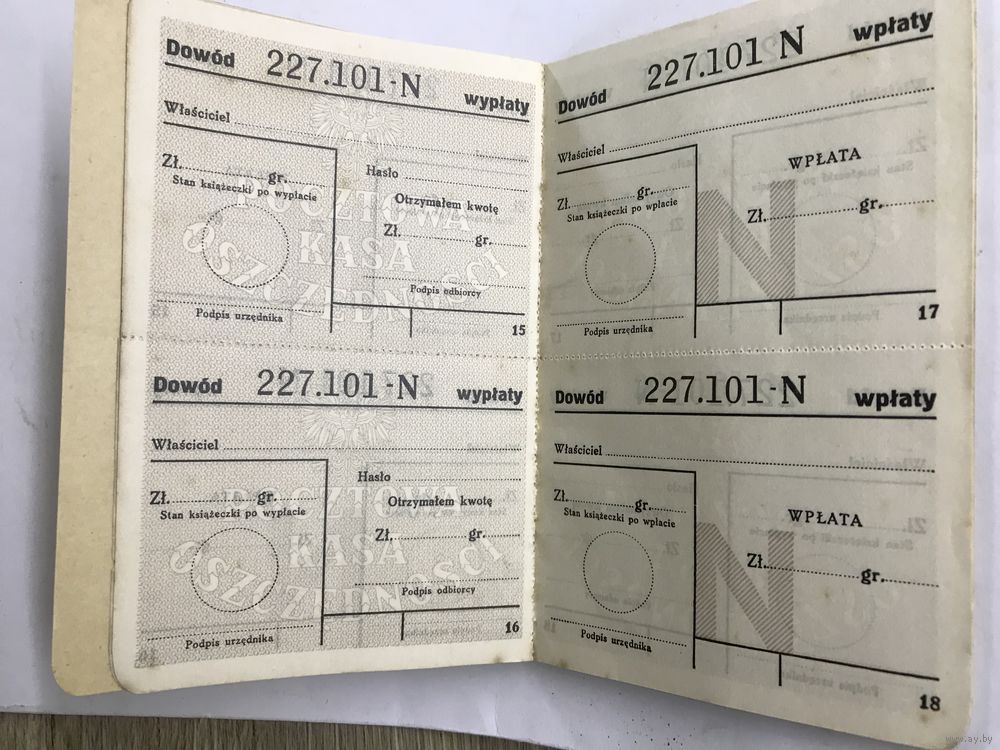 Dowód 227.101-N wypłaty
Właściciel
Zł. gr.
Stan książeczki po wypłacie
Hasło
Otrzymałem kwotę
Zł. gr.
POCZTOWA
KASA
OSZCZĘDNOŚCI
Podpis odbiorcy
Podpis urzędnika
15
Dowód 227.101-N wypłaty
Właściciel
Zł. gr.
Stan książeczki po wypłacie
Hasło
Otrzymałem kwotę
Zł. gr.
POCZTOWA
KASA
OSZCZĘDNOŚCI
Podpis odbiorcy
Podpis urzędnika
16
Dowód 227.101 N wpłaty
Właściciel
Zł. gr.
Stan książeczki po wpłacie
WPŁATA
N
Zł. gr.
Podpis urzędnika
17
Dowód 227.101-N wpłaty
Właściciel
Zł. gr.
Stan książeczki po wpłacie
WPŁATA
N
Zł. gr.
Podpis urzędnika
18
www.ay.by